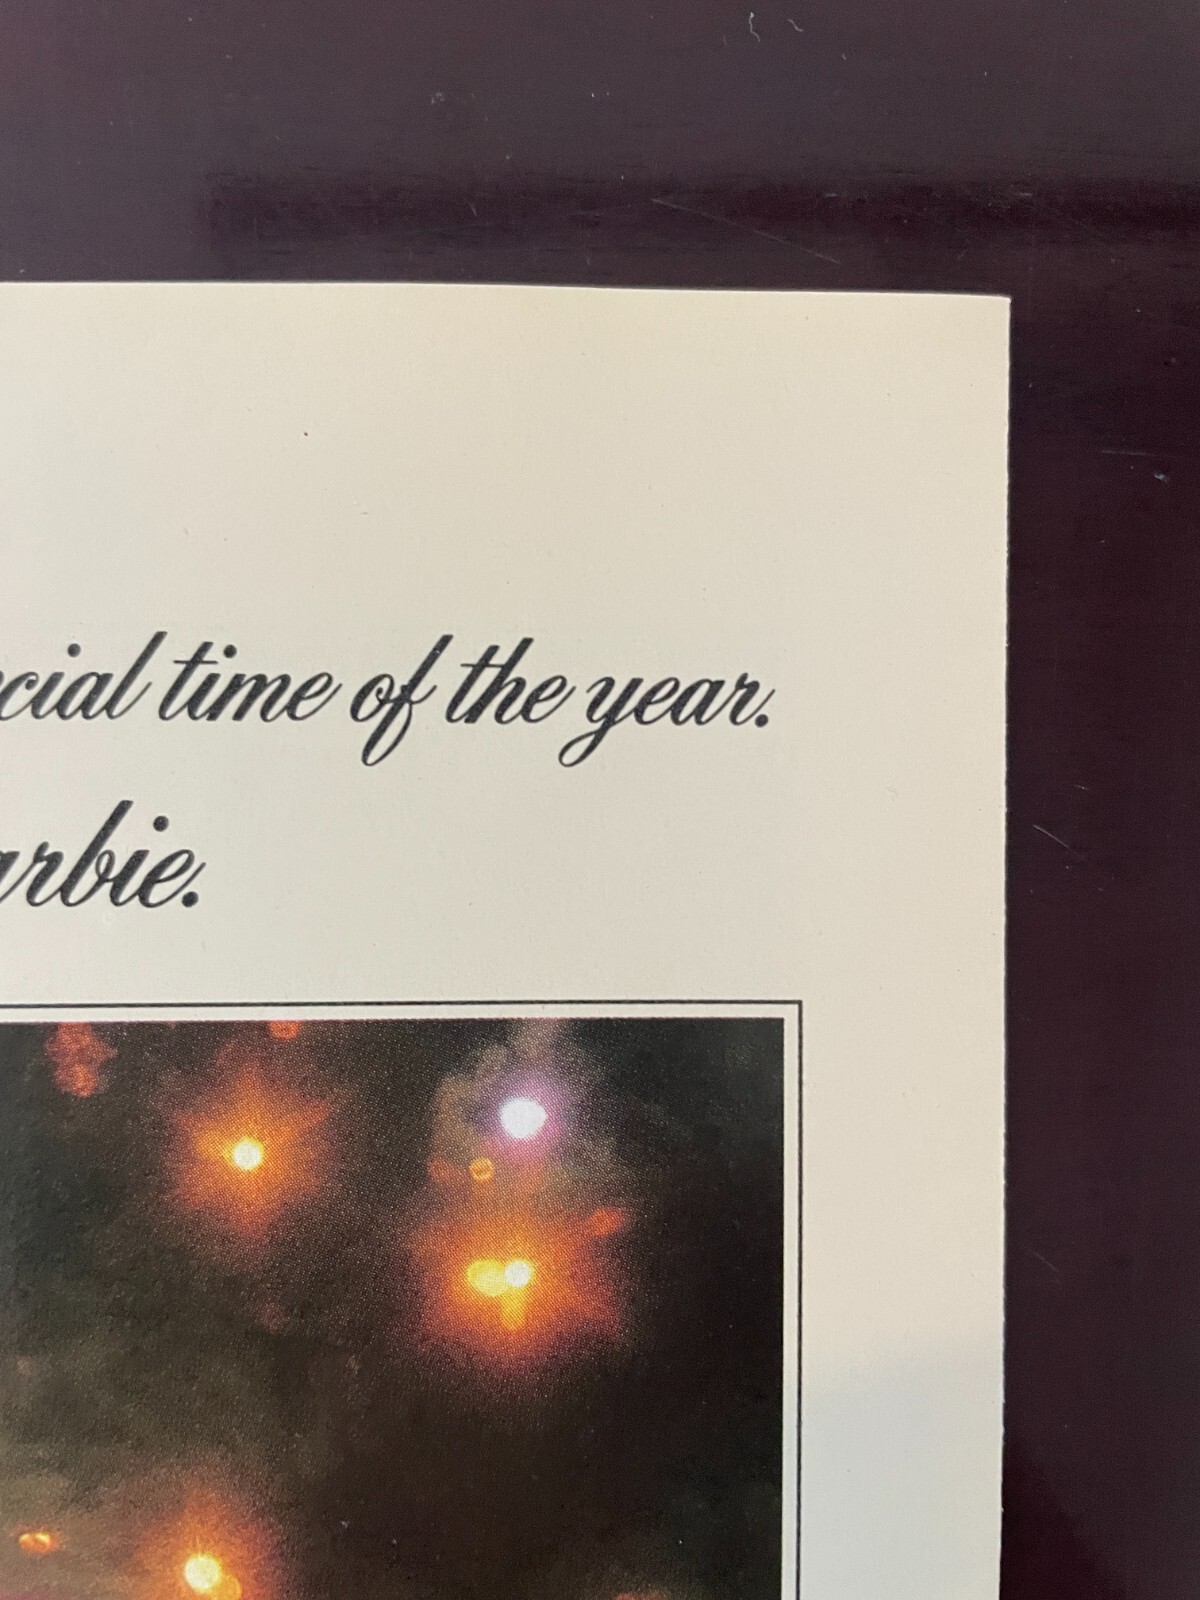 cial time of the year.
arbie.